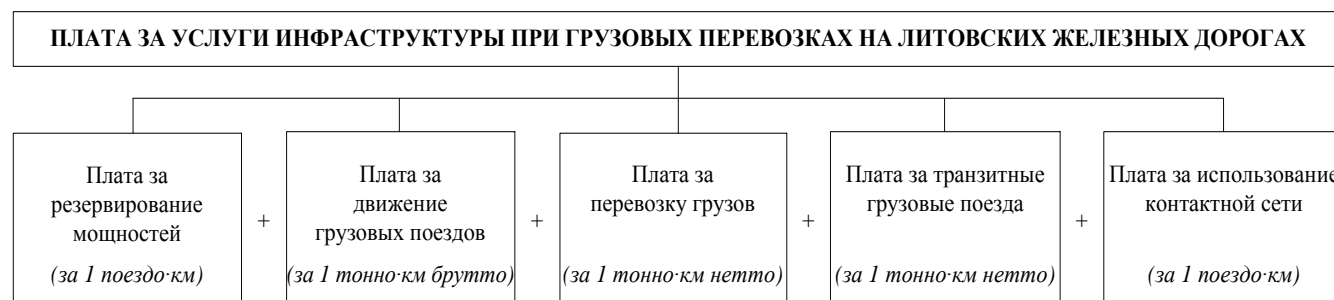 ПЛАТА ЗА УСЛУГИ ИНФРАСТРУКТУРЫ ПРИ ГРУЗОВЫХ ПЕРЕВОЗКАХ НА ЛИТОВСКИХ ЖЕЛЕЗНЫХ ДОРОГАХ
Плата за
резервирование
мощностей
(за 1 поездо·км)
+
Плата за
движение
грузовых поездов
(за 1 тонно·км брутто)
+
Плата за
перевозку грузов
(за 1 тонно·км нетто)
+
Плата за транзитные
грузовые поезда
(за 1 тонно·км нетто)
+
Плата за использование
контактной сети
(за 1 поездо·км)